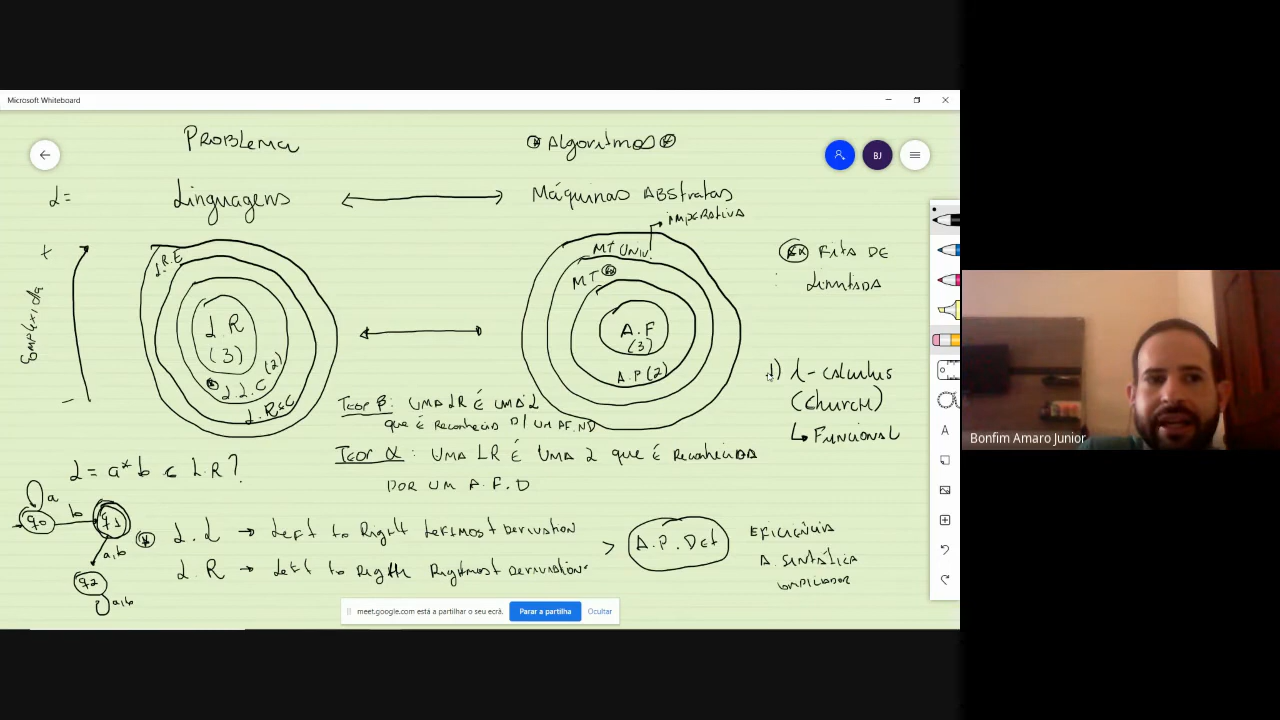 Microsoft Whiteboard
PROBLEMA
Algoritmos
BJ
L =
Linguagens
Máquinas ABStratas
imperativa
+
L.R.E
MT UNIV.
MT
FitA DE
Limitada
Complexida
L R
(3)
A.F
(3)
L.L.C (2)
L.R&C
A.P (2)
-
λ-calculus
(Church)
↳ Funcional
Teor β: UMA LR É UMA L
que é Reconhecida P/ UM AF.ND
Teor α: UMA LR É UMA L que é Reconhecida
POR UM A.F.D
L = a* b ∈ L.R?
a
q0
b
q1
a,b
q2
a,b
L.L → Left to Right Leftmost Derivation
L.R → Left to Right Rightmost Derivation
A.P.Det
Eficiência
A. Sintática
Compilador
meet.google.com está a partilhar o seu ecrã.
Parar a partilha
Ocultar
A
Bonfim Amaro Junior